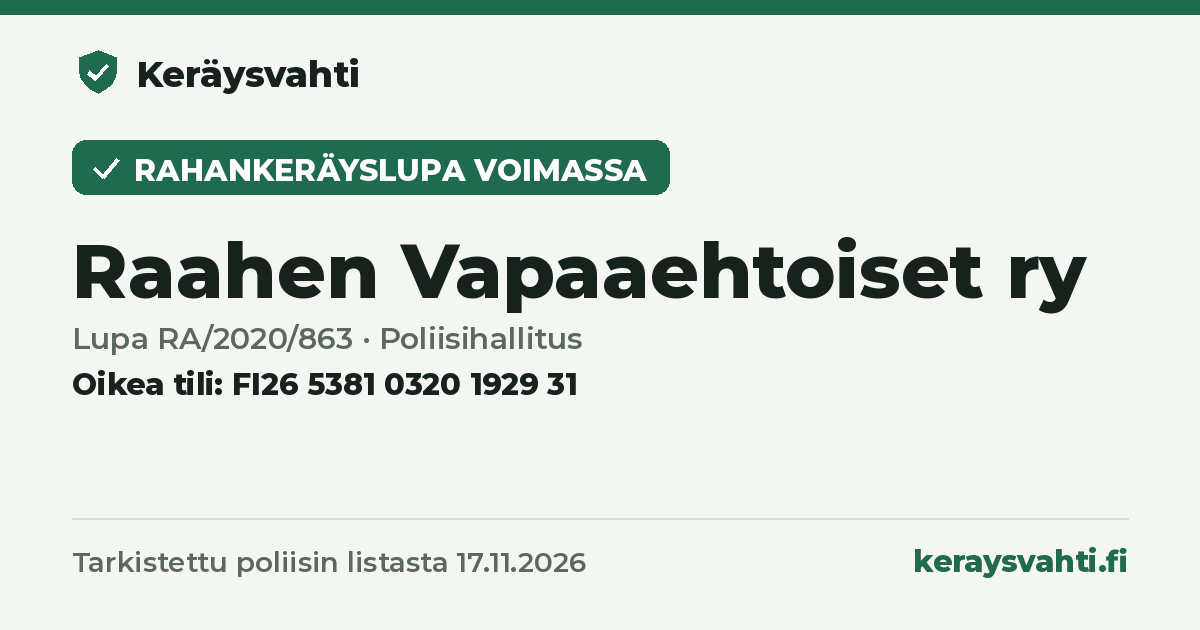 Keräysvahti
RAHANKERÄYSLUPA VOIMASSA
Raahen Vapaaehtoiset ry
Lupa RA/2020/863 · Poliisihallitus
Oikea tili: FI26 5381 0320 1929 31
Tarkistettu poliisin listasta 17.11.2026
keraysvahti.fi